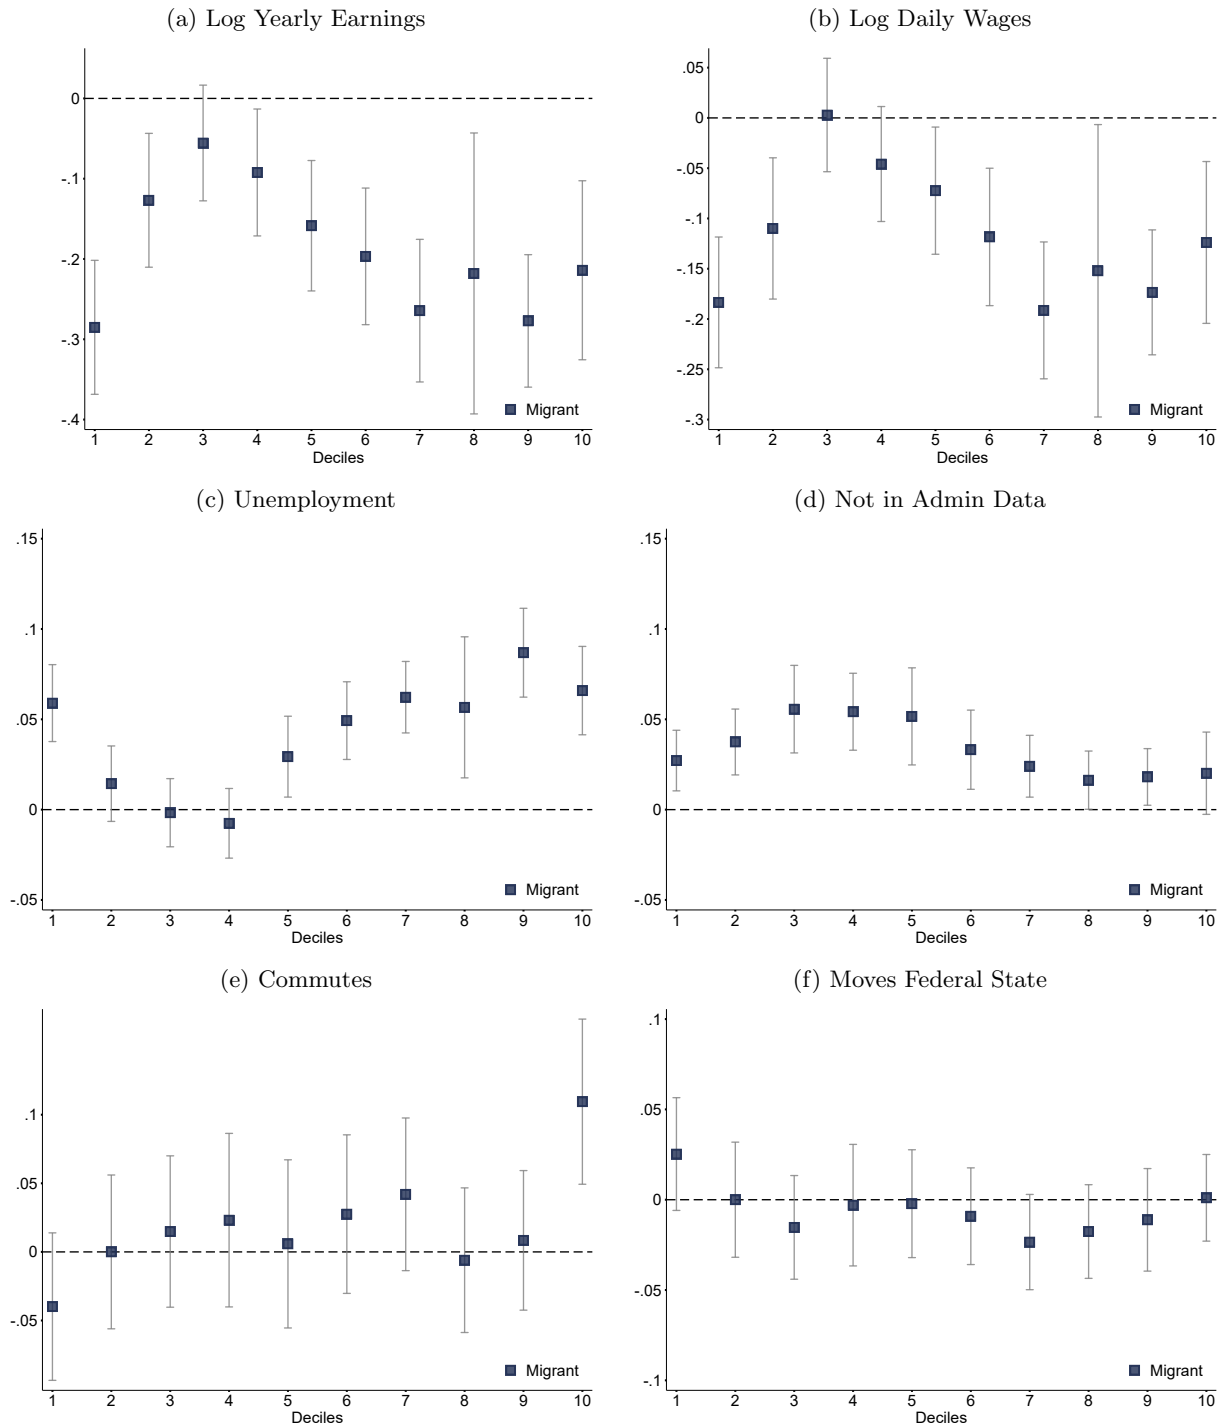 (a) Log Yearly Earnings
0
-.1
-.2
-.3
-.4
1 2 3 4 5 6 7 8 9 10
Deciles
Migrant
(b) Log Daily Wages
.05
0
-.05
-.1
-.15
-.2
-.25
-.3
1 2 3 4 5 6 7 8 9 10
Deciles
Migrant
(c) Unemployment
.15
.1
.05
0
-.05
1 2 3 4 5 6 7 8 9 10
Deciles
Migrant
(d) Not in Admin Data
.15
.1
.05
0
-.05
1 2 3 4 5 6 7 8 9 10
Deciles
Migrant
(e) Commutes
.1
.05
0
-.05
1 2 3 4 5 6 7 8 9 10
Deciles
Migrant
(f) Moves Federal State
.1
.05
0
-.05
-.1
1 2 3 4 5 6 7 8 9 10
Deciles
Migrant